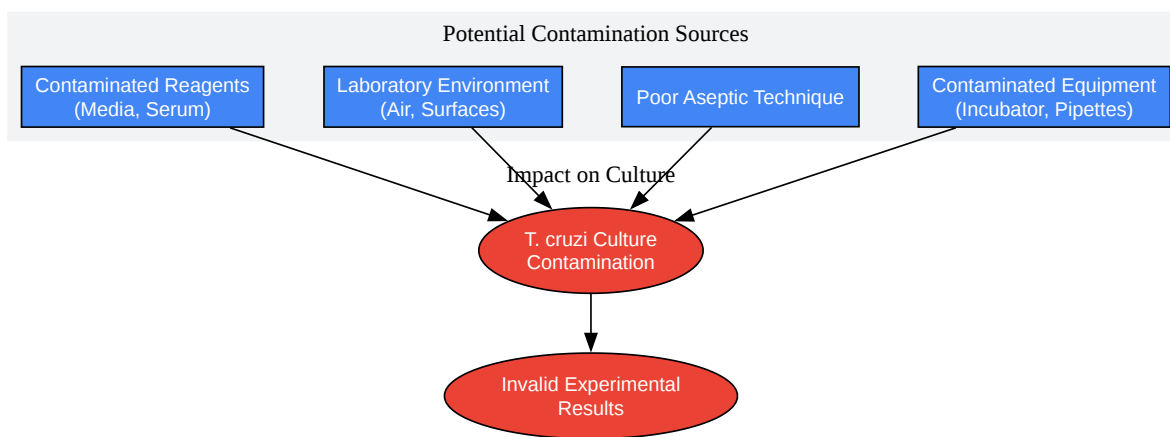 Potential Contamination Sources
Contaminated Reagents
(Media, Serum)
Laboratory Environment
(Air, Surfaces)
Poor Aseptic Technique
Contaminated Equipment
(Incubator, Pipettes)
Impact on Culture
T. cruzi Culture
Contamination
Invalid Experimental
Results